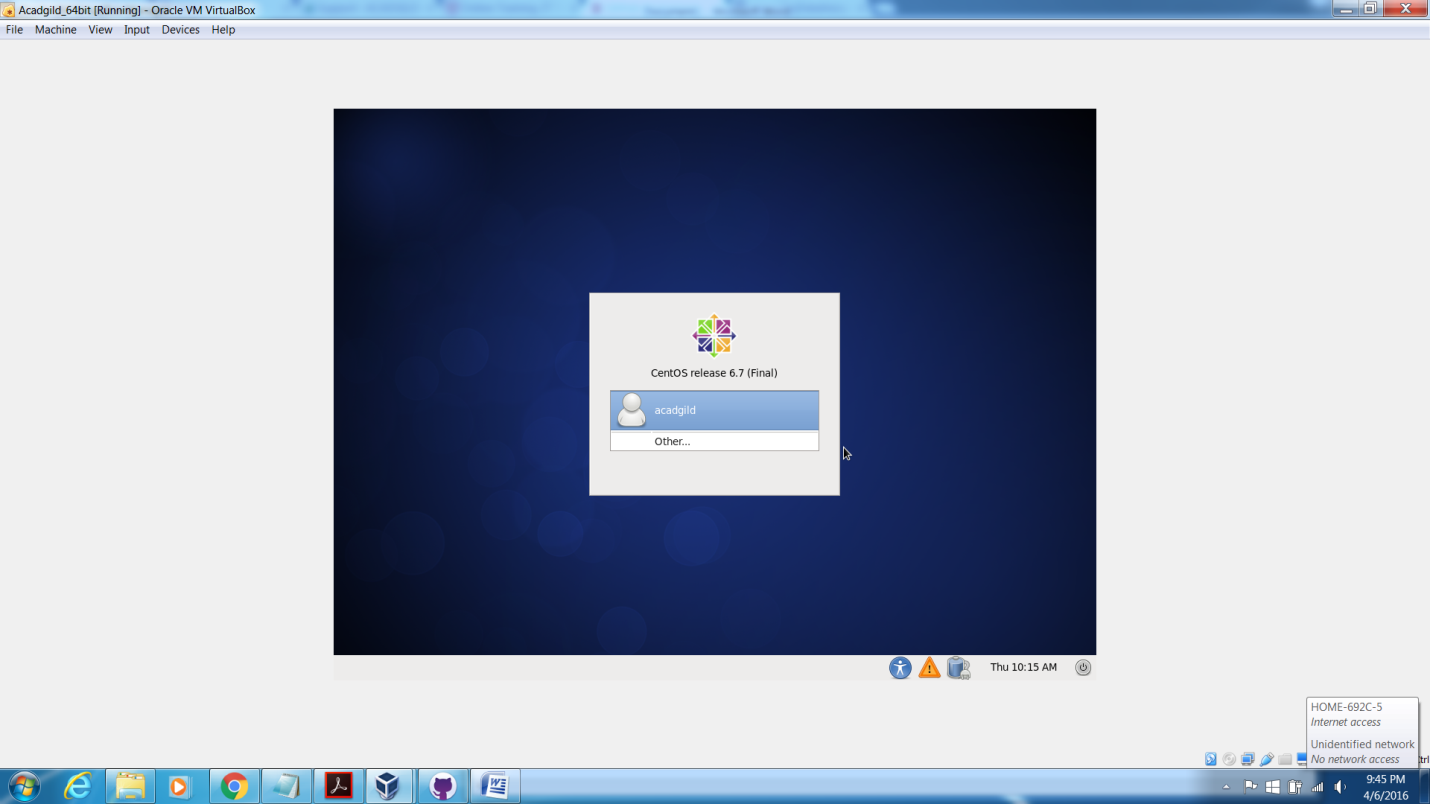 Acadgild_64bit [Running] - Oracle VM VirtualBox
File Machine View Input Devices Help
CentOS release 6.7 (Final)
acadgild
Other...
Thu 10:15 AM
HOME-692C-5
Internet access
Unidentified network
No network access
9:45 PM
4/6/2016